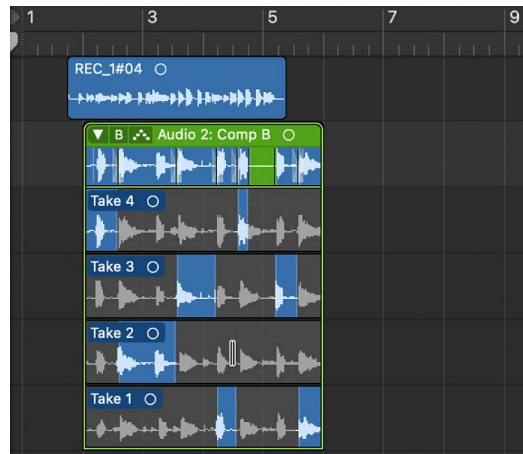 1 3 5 7 9
REC_1#04
B Audio 2: Comp B
Take 4
Take 3
Take 2
Take 1